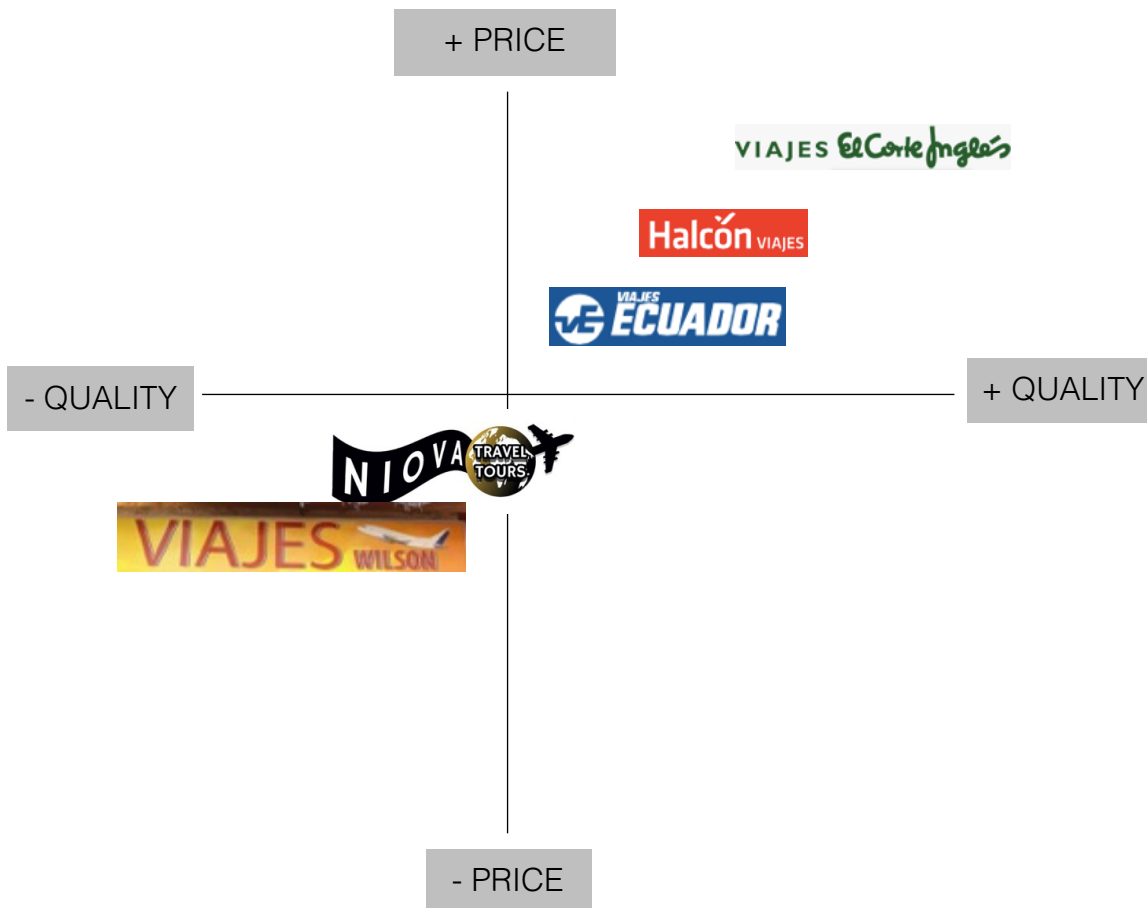 + PRICE
VIAJES El Corte Inglés
Halcón VIAJES
VIAJES
ECUADOR
- QUALITY
+ QUALITY
NIOVA TRAVEL
TOURS
VIAJES WILSON
- PRICE